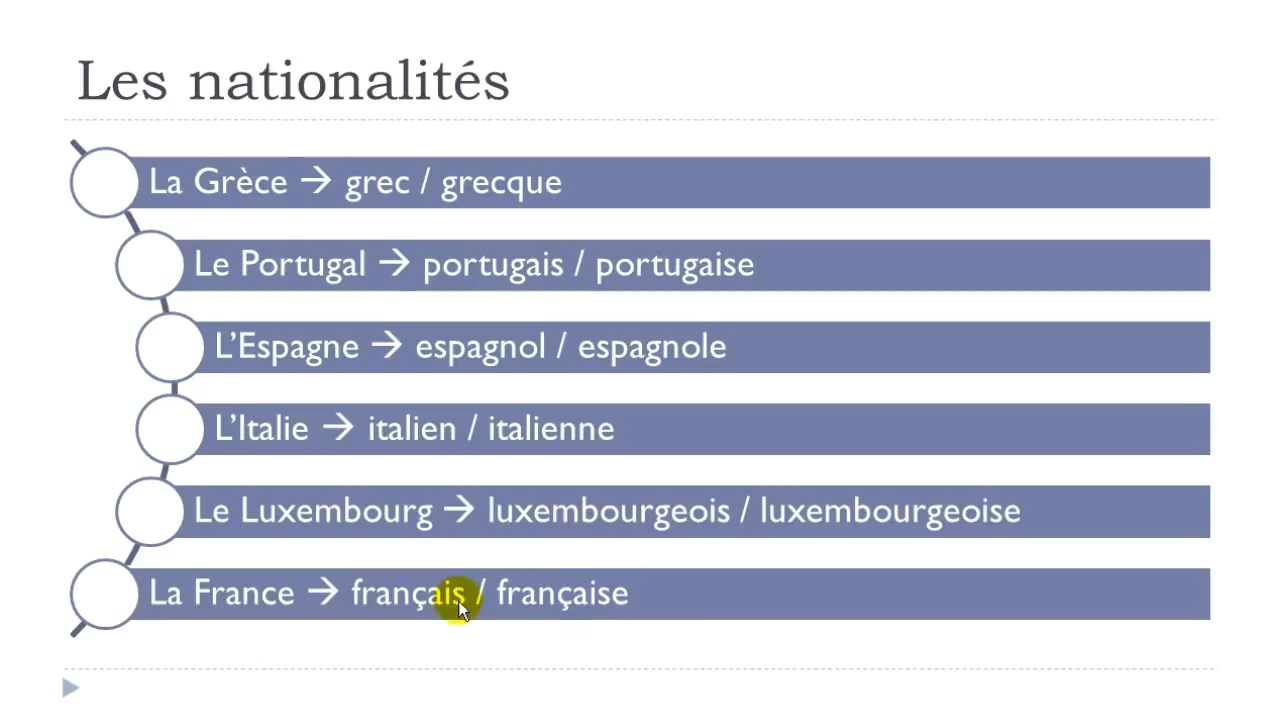 Les nationalités
La Grèce → grec / grecque
Le Portugal → portugais / portugaise
L’Espagne → espagnol / espagnole
L’Italie → italien / italienne
Le Luxembourg → luxembourgeois / luxembourgeoise
La France → français / française